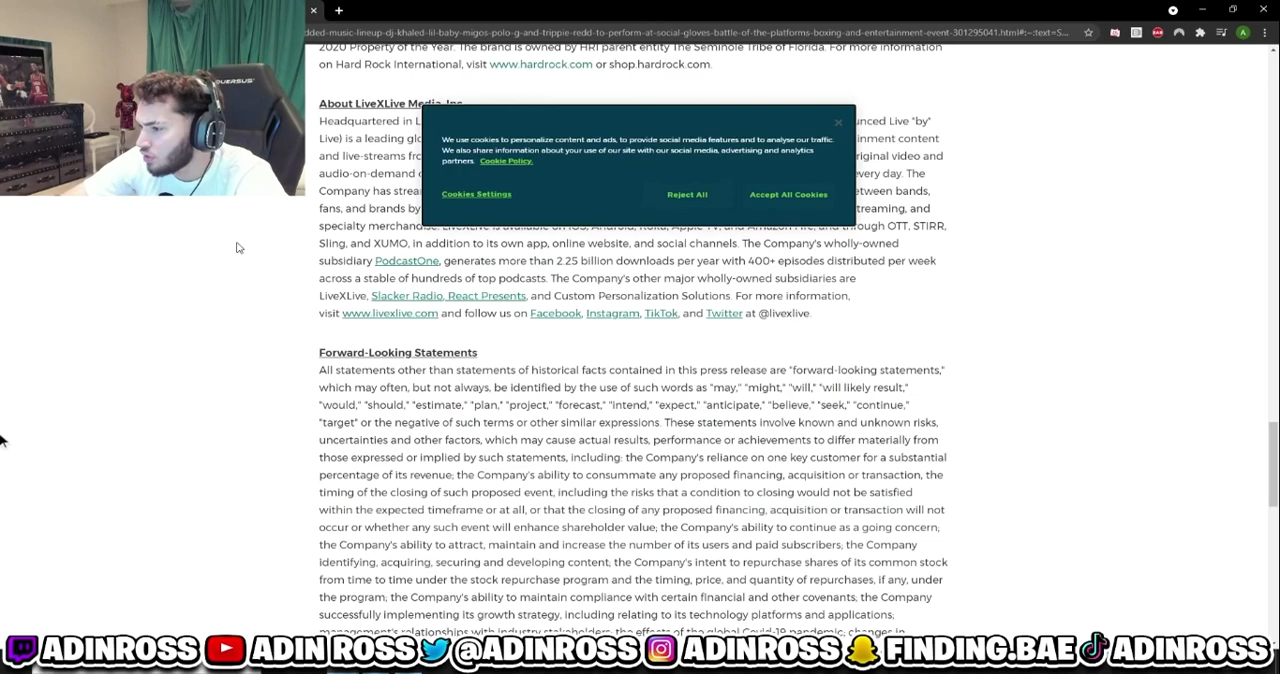 dded-music-lineup-dj-khaled-lil-baby-migos-polo-g-and-trippie-redd-to-perform-at-social-gloves-battle-of-the-platforms-boxing-and-entertainment-event-301295041.html#:~:text=S...
A
QUERSUS
2020 Property of the Year. The brand is owned by HRI parent entity The Seminole Tribe of Florida. For more information
on Hard Rock International, visit www.hardrock.com or shop.hardrock.com.
About LiveXLive Media, Inc.
Headquartered in L unced Live "by"
Live) is a leading glo inment content
and live-streams fro riginal video and
audio-on-demand every day. The
Company has strea etween bands,
fans, and brands by treaming, and
We use cookies to personalize content and ads, to provide social media features and to analyse our traffic.
We also share information about your use of our site with our social media, advertising and analytics
partners. Cookie Policy.
Cookies Settings Reject All Accept All Cookies
specialty merchandise. LiveXLive is available on iOS, Android, Roku, Apple TV, and Amazon Fire, and through OTT, STIRR,
Sling, and XUMO, in addition to its own app, online website, and social channels. The Company's wholly-owned
subsidiary PodcastOne, generates more than 2.25 billion downloads per year with 400+ episodes distributed per week
across a stable of hundreds of top podcasts. The Company's other major wholly-owned subsidiaries are
LiveXLive, Slacker Radio, React Presents, and Custom Personalization Solutions. For more information,
visit www.livexlive.com and follow us on Facebook, Instagram, TikTok, and Twitter at @livexlive.
Forward-Looking Statements
All statements other than statements of historical facts contained in this press release are "forward-looking statements,"
which may often, but not always, be identified by the use of such words as "may," "might," "will," "will likely result,"
"would," "should," "estimate," "plan," "project," "forecast," "intend," "expect," "anticipate," "believe," "seek," "continue,"
"target" or the negative of such terms or other similar expressions. These statements involve known and unknown risks,
uncertainties and other factors, which may cause actual results, performance or achievements to differ materially from
those expressed or implied by such statements, including: the Company's reliance on one key customer for a substantial
percentage of its revenue; the Company's ability to consummate any proposed financing, acquisition or transaction, the
timing of the closing of such proposed event, including the risks that a condition to closing would not be satisfied
within the expected timeframe or at all, or that the closing of any proposed financing, acquisition or transaction will not
occur or whether any such event will enhance shareholder value; the Company's ability to continue as a going concern;
the Company's ability to attract, maintain and increase the number of its users and paid subscribers; the Company
identifying, acquiring, securing and developing content; the Company's intent to repurchase shares of its common stock
from time to time under the stock repurchase program and the timing, price, and quantity of repurchases, if any, under
the program; the Company's ability to maintain compliance with certain financial and other covenants; the Company
successfully implementing its growth strategy, including relating to its technology platforms and applications;
management's relationships with industry stakeholders; the effects of the global Covid-19 pandemic; changes in
ADINROSS ADIN ROSS @ADINROSS ADINROSS FINDING.BAE ADINROSS